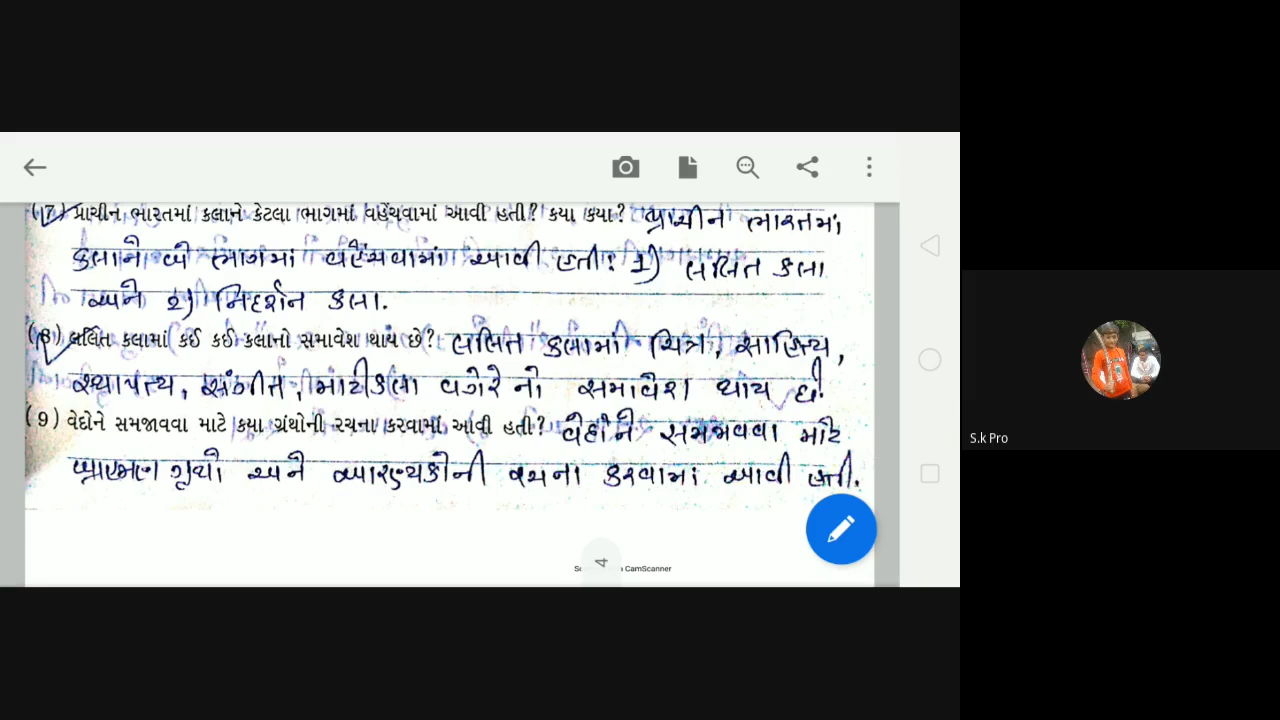 (7) પ્રાચીન ભારતમાં કલાને કેટલા ભાગમાં વહેંચવામાં આવી હતી? કયા કયા? પ્રાચીન ભારતમાં
કલાને બે ભાગમાં વહેંચવામાં આવી હતી: 1) લલિત કલા
અને 2) નિદર્શન કલા.
(8) લલિત કલામાં કઈ કઈ કલાનો સમાવેશ થાય છે? લલિત કલામાં ચિત્ર, સાહિત્ય,
સ્થાપત્ય, સંગીત, માટીકલા વગેરેનો સમાવેશ થાય છે.
(9) વેદોને સમજાવવા માટે કયા ગ્રંથોની રચના કરવામાં આવી હતી? વેદોને સમજાવવા માટે
બ્રાહ્મણ ગ્રંથો અને આરણ્યકોની રચના કરવામાં આવી હતી.
S.k Pro
4
CamScanner